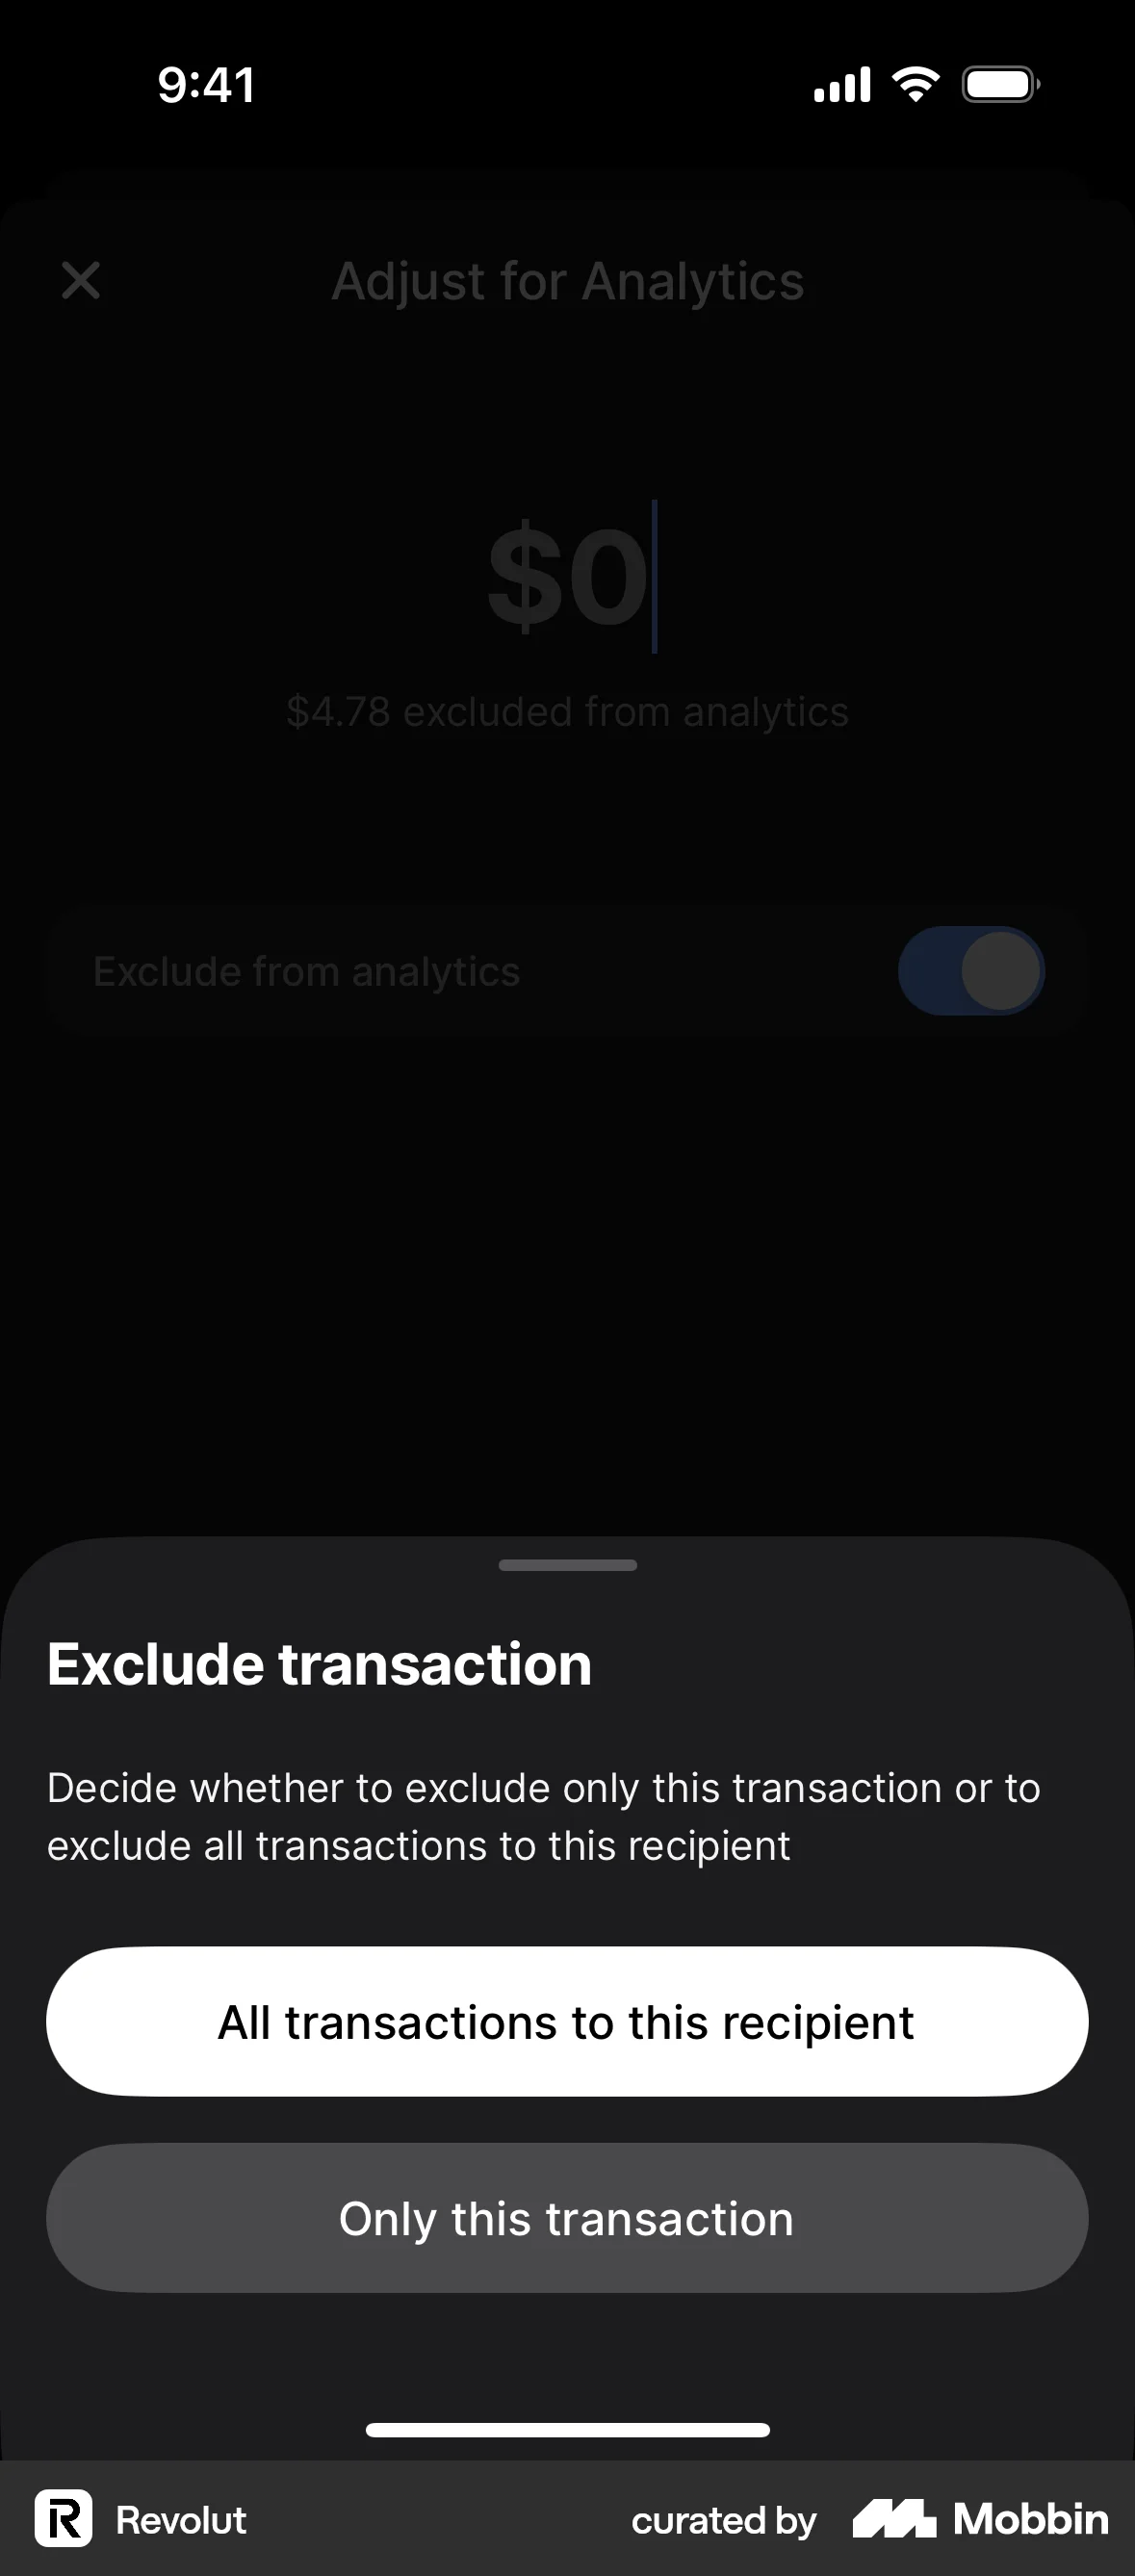 9:41
Adjust for Analytics
$0
$4.78 excluded from analytics
Exclude from analytics
Exclude transaction
Decide whether to exclude only this transaction or to
exclude all transactions to this recipient
All transactions to this recipient
Only this transaction
Revolut
curated by Mobbin